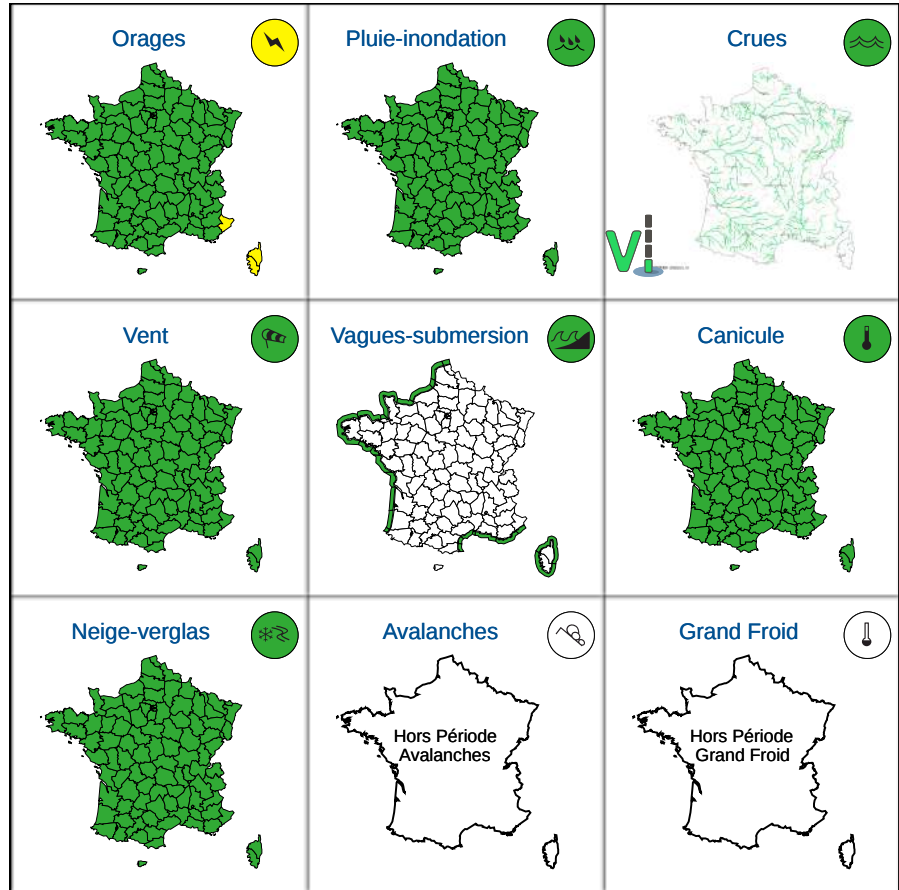 Orages
Pluie-inondation
Crues
Vi
Vent
Vagues-submersion
Canicule
Neige-verglas
Avalanches
Grand Froid
Hors Période
Avalanches
Hors Période
Grand Froid